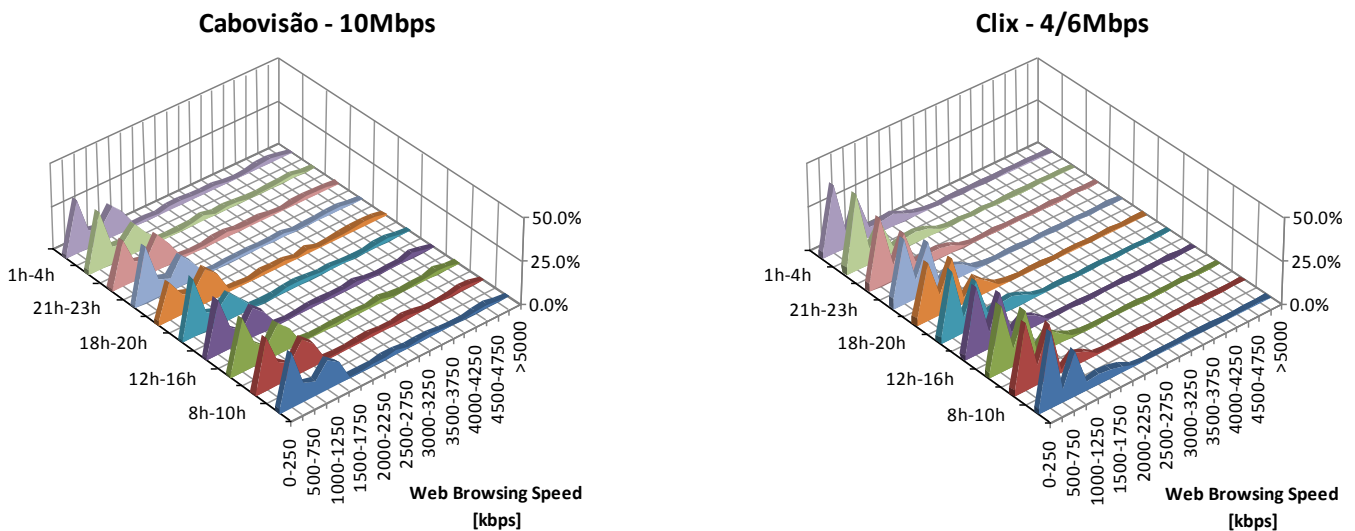 Cabovisão - 10Mbps
50.0%
25.0%
0.0%
1h-4h
21h-23h
18h-20h
12h-16h
8h-10h
0-250
500-750
1000-1250
1500-1750
2000-2250
2500-2750
3000-3250
3500-3750
4000-4250
4500-4750
>5000
Web Browsing Speed
[kbps]
Clix - 4/6Mbps
50.0%
25.0%
0.0%
1h-4h
21h-23h
18h-20h
12h-16h
8h-10h
0-250
500-750
1000-1250
1500-1750
2000-2250
2500-2750
3000-3250
3500-3750
4000-4250
4500-4750
>5000
Web Browsing Speed
[kbps]